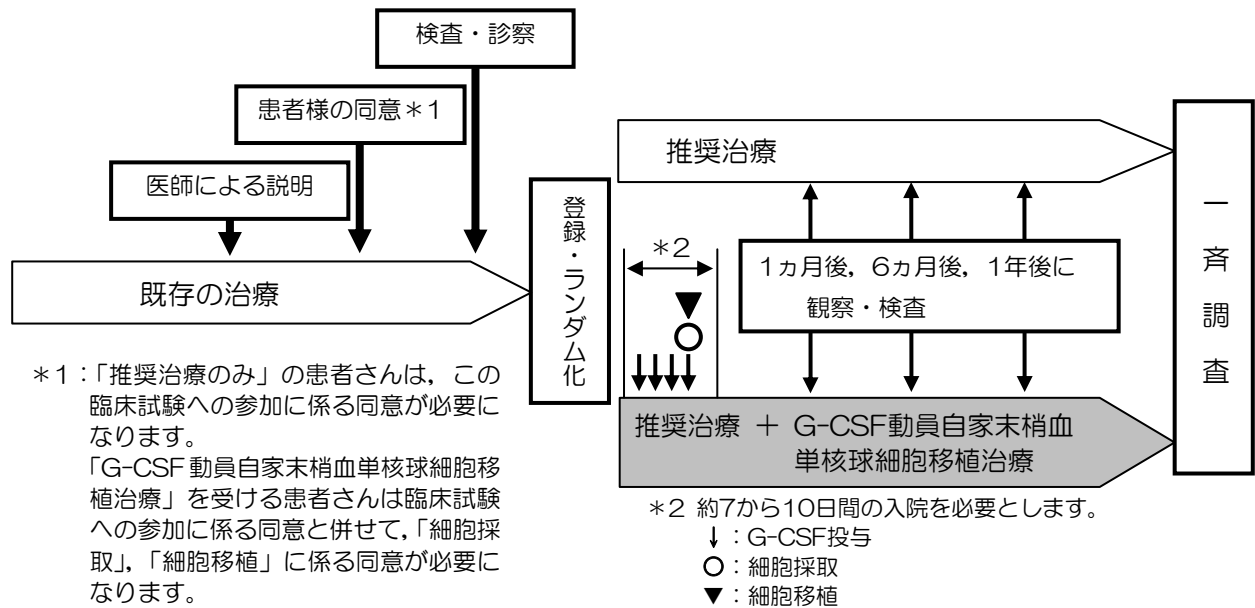 検査・診察
患者様の同意＊1
医師による説明
既存の治療
登録・ランダム化
推奨治療
＊2
1ヵ月後，6ヵ月後，1年後に
観察・検査
推奨治療 ＋ G-CSF動員自家末梢血
単核球細胞移植治療
一斉調査
＊1：「推奨治療のみ」の患者さんは，この
臨床試験への参加に係る同意が必要に
なります。
「G-CSF動員自家末梢血単核球細胞移
植治療」を受ける患者さんは臨床試験
への参加に係る同意と併せて，「細胞採
取」，「細胞移植」に係る同意が必要に
なります。
＊2 約7から10日間の入院を必要とします。
↓：G-CSF投与
○：細胞採取
▼：細胞移植